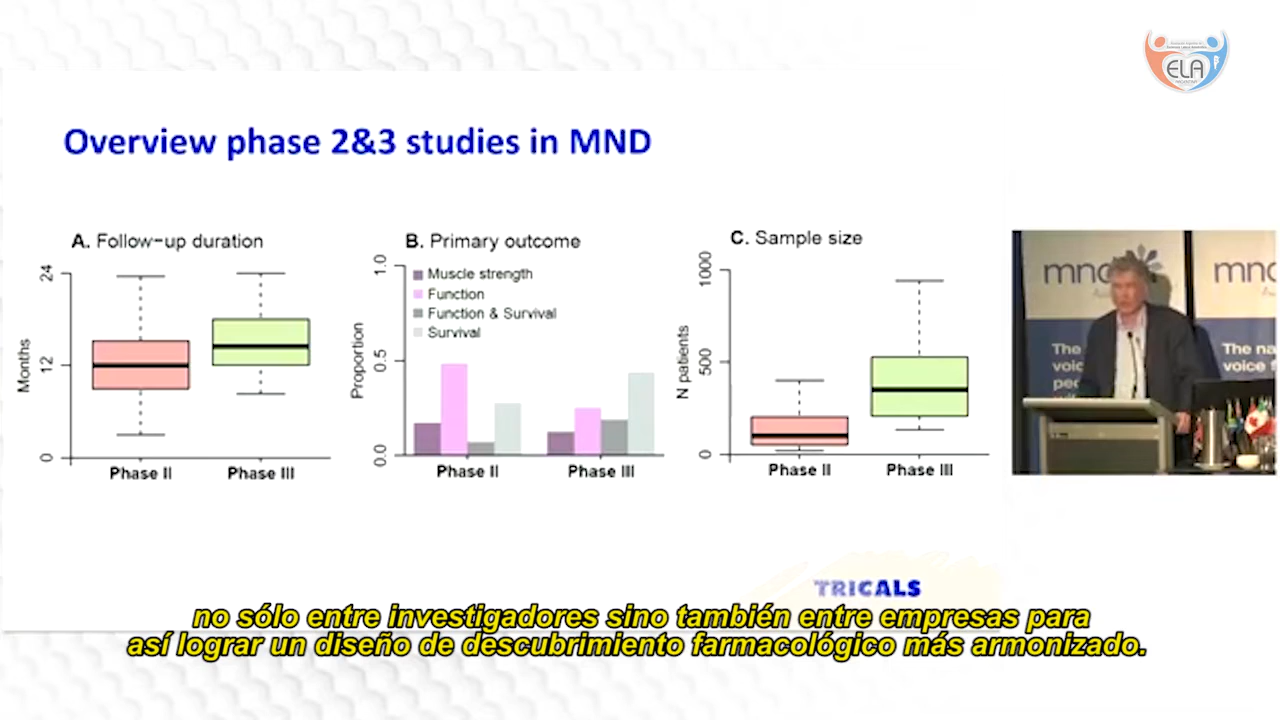 ELA
Overview phase 2&3 studies in MND
A. Follow-up duration
24
12
0
Months
Phase II
Phase III
B. Primary outcome
1.0
0.5
0.0
Proportion
Muscle strength
Function
Function & Survival
Survival
Phase II
Phase III
C. Sample size
1000
500
0
N patients
Phase II
Phase III
The
voice
The na
voice
TRICALS
no sólo entre investigadores sino también entre empresas para
así lograr un diseño de descubrimiento farmacológico más armonizado.